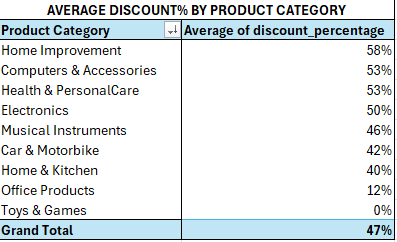 AVERAGE DISCOUNT% BY PRODUCT CATEGORY
Product Category Average of discount_percentage
Home Improvement 58%
Computers & Accessories 53%
Health & PersonalCare 53%
Electronics 50%
Musical Instruments 46%
Car & Motorbike 42%
Home & Kitchen 40%
Office Products 12%
Toys & Games 0%
Grand Total 47%